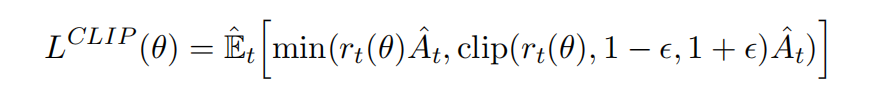 L^{CLIP}(θ) = Ê_t[min(r_t(θ)Â_t, clip(r_t(θ), 1 − ϵ, 1 + ϵ)Â_t)]